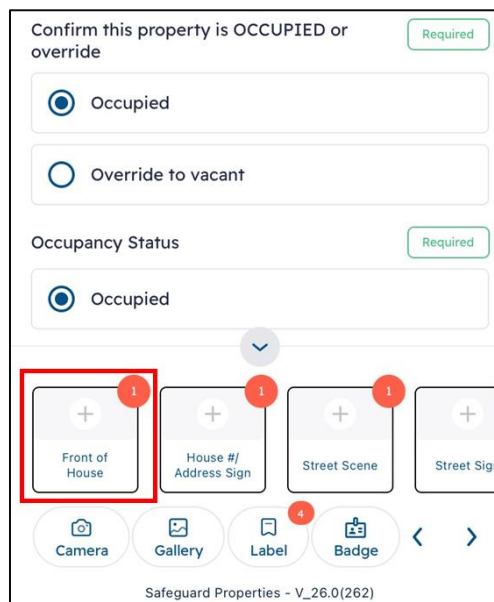 Confirm this property is OCCUPIED or
override
Required
Occupied
Override to vacant
Occupancy Status
Required
Occupied
1
1
1
Front of
House
House #/
Address Sign
Street Scene
Street Sig
4
Camera
Gallery
Label
Badge
Safeguard Properties - V_26.0(262)